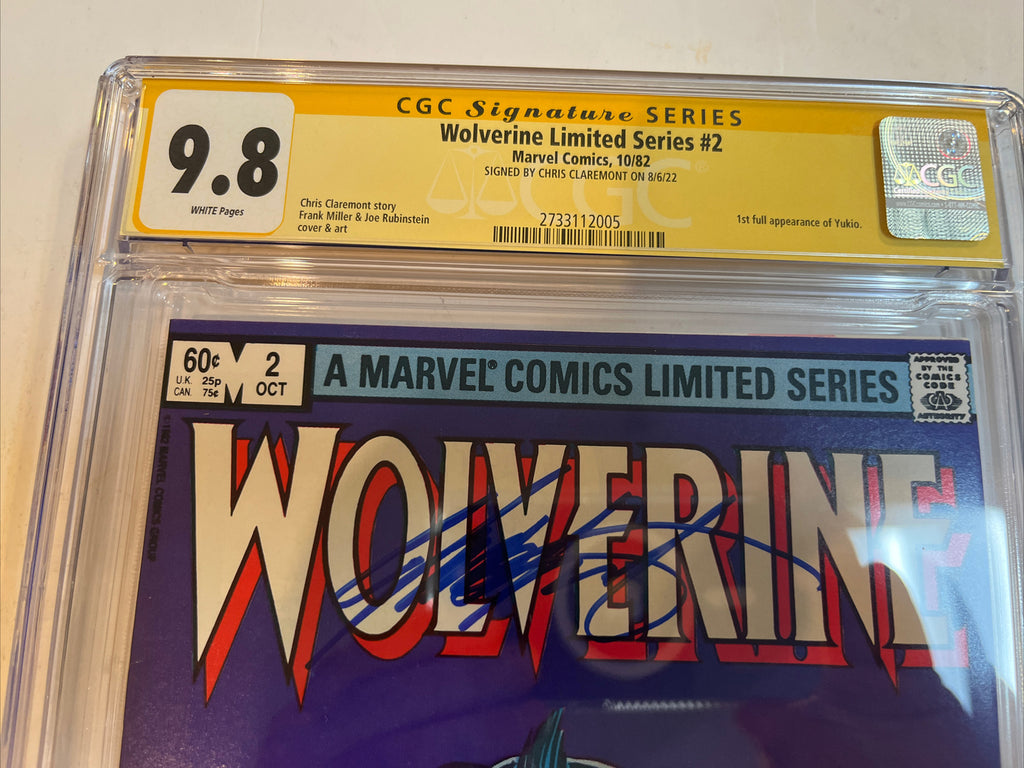 CGC Signature SERIES
Wolverine Limited Series #2
Marvel Comics, 10/82
SIGNED BY CHRIS CLAREMONT ON 8/6/22
9.8
WHITE Pages
Chris Claremont story
Frank Miller & Joe Rubinstein
cover & art
2733112005
1st full appearance of Yukio.
CGC
CGC
60¢
U.K. 25p
CAN. 75¢
2
OCT
A MARVEL® COMICS LIMITED SERIES
APPROVED
BY THE
COMICS
CODE
AUTHORITY
WOLVERINE
©1982 MARVEL COMICS GROUP